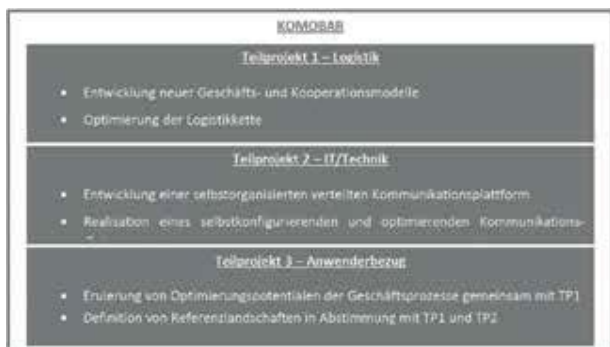 KOMOBAR
Teilprojekt 1 – Logistik
• Entwicklung neuer Geschäfts- und Kooperationsmodelle
• Optimierung der Logistikkette
Teilprojekt 2 – IT/Technik
• Entwicklung einer selbstorganisierten verteilten Kommunikationsplattform
• Realisation eines selbstkonfigurierenden und optimierenden Kommunikations-
Teilprojekt 3 – Anwenderbezug
• Eruierung von Optimierungspotentialen der Geschäftsprozesse gemeinsam mit TP1
• Definition von Referenzlandschaften in Abstimmung mit TP1 und TP2